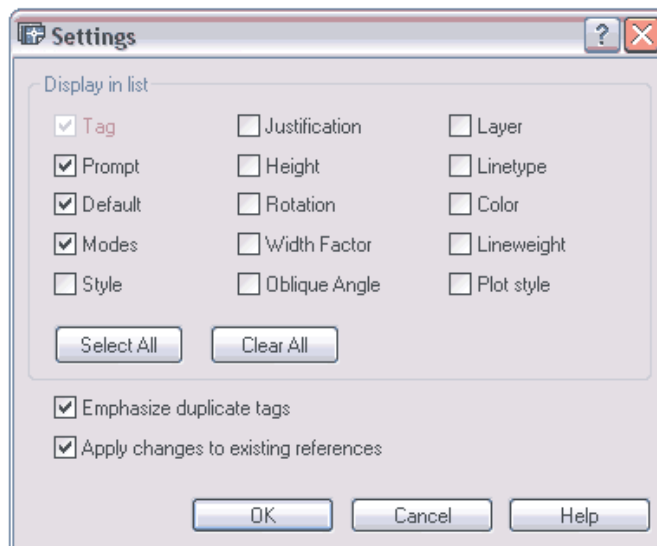 Settings
Display in list
Tag Justification Layer
Prompt Height Linetype
Default Rotation Color
Modes Width Factor Lineweight
Style Oblique Angle Plot style
Select All Clear All
Emphasize duplicate tags
Apply changes to existing references
OK Cancel Help